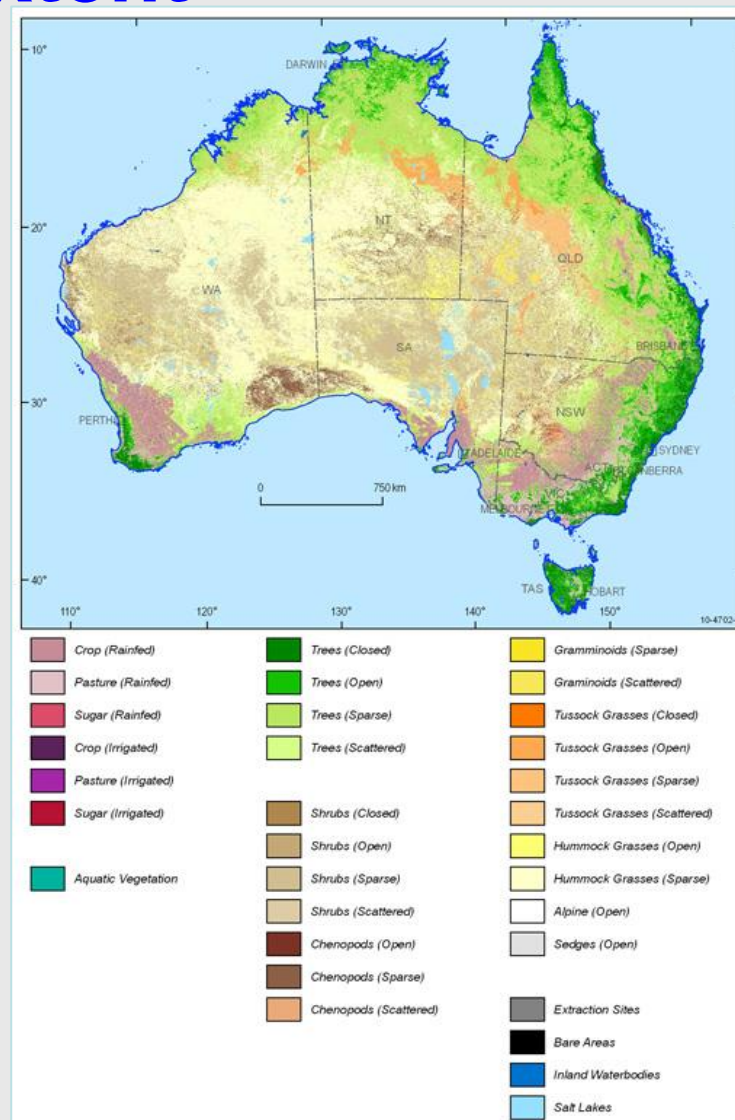 10°
DARWIN
20°
NT
QLD
WA
SA
BRISBANE
30°
NSW
PERTH
SYDNEY
ADELAIDE
ACT
CANBERRA
0 750 km
VIC
MELBOURNE
40°
TAS
HOBART
110° 120° 130° 140° 150°
10-4702-
Crop (Rainfed)
Pasture (Rainfed)
Sugar (Rainfed)
Crop (Irrigated)
Pasture (Irrigated)
Sugar (Irrigated)
Aquatic Vegetation
Trees (Closed)
Trees (Open)
Trees (Sparse)
Trees (Scattered)
Shrubs (Closed)
Shrubs (Open)
Shrubs (Sparse)
Shrubs (Scattered)
Chenopods (Open)
Chenopods (Sparse)
Chenopods (Scattered)
Gramminoids (Sparse)
Graminoids (Scattered)
Tussock Grasses (Closed)
Tussock Grasses (Open)
Tussock Grasses (Sparse)
Tussock Grasses (Scattered)
Hummock Grasses (Open)
Hummock Grasses (Sparse)
Alpine (Open)
Sedges (Open)
Extraction Sites
Bare Areas
Inland Waterbodies
Salt Lakes